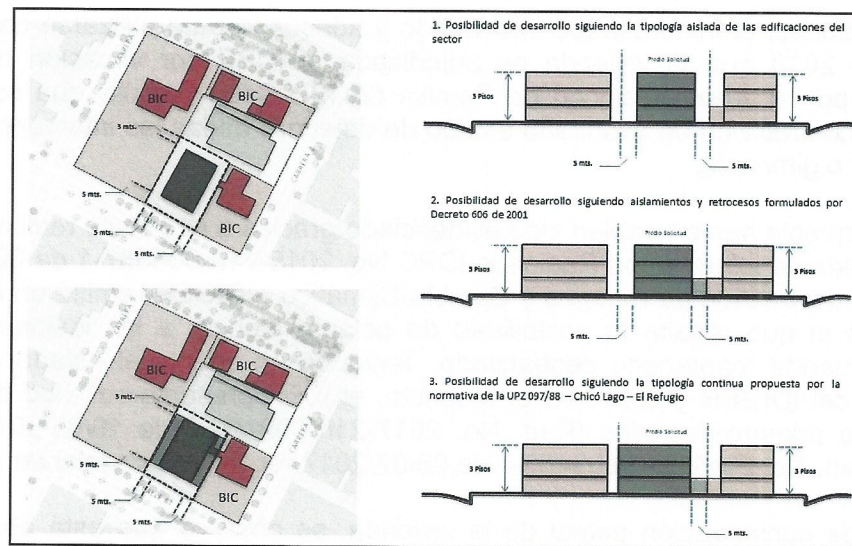 BIC
BIC
BIC
3 mts.
5 mts.
5 mts.
5 mts.
CARRERA 7
BIC
BIC
BIC
3 mts.
5 mts.
5 mts.
5 mts.
CARRERA 7
1. Posibilidad de desarrollo siguiendo la tipología aislada de las edificaciones del
sector
Predio Solicitud
3 Pisos
3 Pisos
5 mts.
5 mts.
2. Posibilidad de desarrollo siguiendo aislamientos y retrocesos formulados por
Decreto 606 de 2001
Predio Solicitud
3 Pisos
3 Pisos
5 mts.
3. Posibilidad de desarrollo siguiendo la tipología continua propuesta por la
normativa de la UPZ 097/88 – Chicó Lago – El Refugio
Predio Solicitud
3 Pisos
3 Pisos
5 mts.